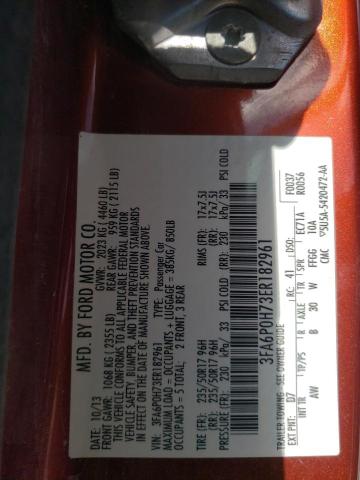 MFD. BY FORD MOTOR CO.
10/13 GVWR: 2023 KG ( 4460 LB)
FRONT GAWR: 1068 KG ( 2355 LB) REAR GAWR: 959 KG ( 2115 LB)
THIS VEHICLE CONFORMS TO ALL APPLICABLE FEDERAL MOTOR
VEHICLE SAFETY, BUMPER, AND THEFT PREVENTION STANDARDS
IN EFFECT ON THE DATE OF MANUFACTURE SHOWN ABOVE.
VIN: 3FA6P0H73ER182961 TYPE: Passenger Car
MAXIMUM LOAD = OCCUPANTS + LUGGAGE = 385KG/ 850LB
OCCUPANTS = 5 TOTAL: 2 FRONT, 3 REAR
TIRE (FR): 235/50R17 96H RIMS (FR): 17x7.5J
TIRE (RR): 235/50R17 96H RIMS (RR): 17x7.5J
PRESSURE (FR): 230 kPa/ 33 PSI COLD (RR): 230 kPa/ 33 PSI COLD
3FA6P0H73ER182961
TRAILER TOWING - SEE OWNER GUIDE F0037
EXT PNT: D7 RC: 41 DSO: R0056
INT TR TP/PS R AXLE TR SPR EC71A
AW B 30 W FFGG 10A
CMC 5U5A-5420472-AA